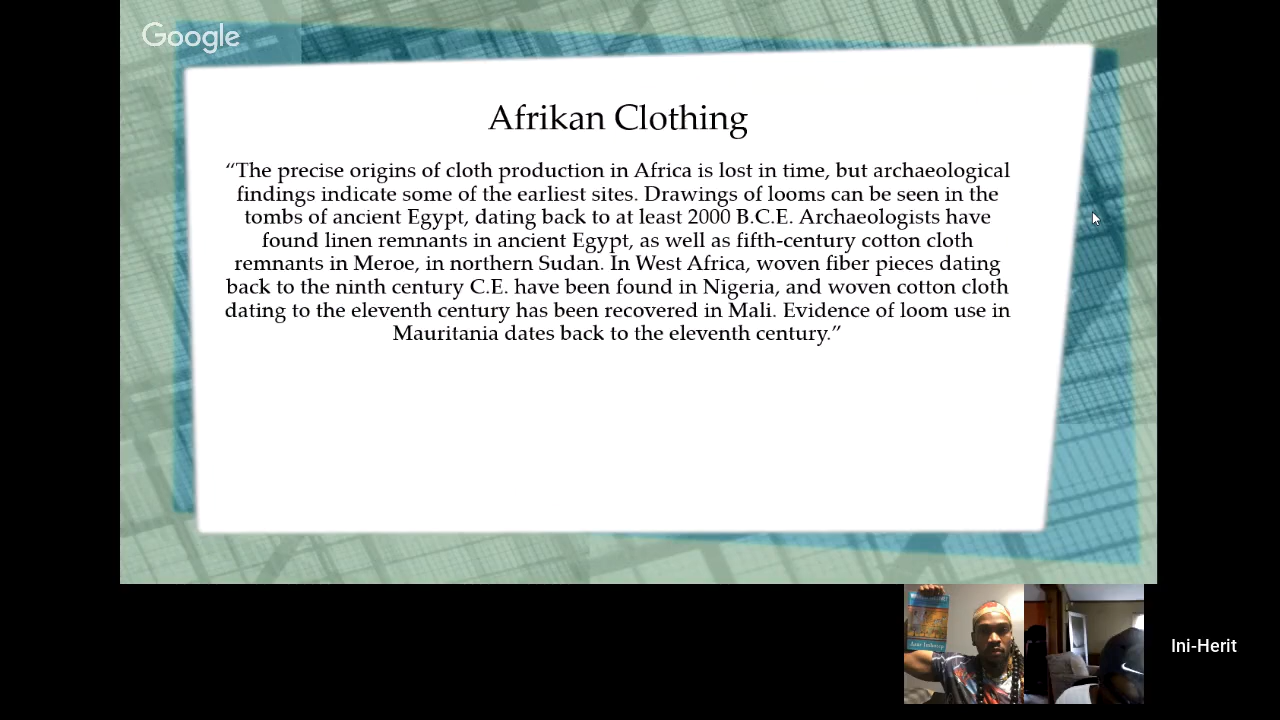 Google
Afrikan Clothing
“The precise origins of cloth production in Africa is lost in time, but archaeological
findings indicate some of the earliest sites. Drawings of looms can be seen in the
tombs of ancient Egypt, dating back to at least 2000 B.C.E. Archaeologists have
found linen remnants in ancient Egypt, as well as fifth-century cotton cloth
remnants in Meroe, in northern Sudan. In West Africa, woven fiber pieces dating
back to the ninth century C.E. have been found in Nigeria, and woven cotton cloth
dating to the eleventh century has been recovered in Mali. Evidence of loom use in
Mauritania dates back to the eleventh century.”
Ini-Herit